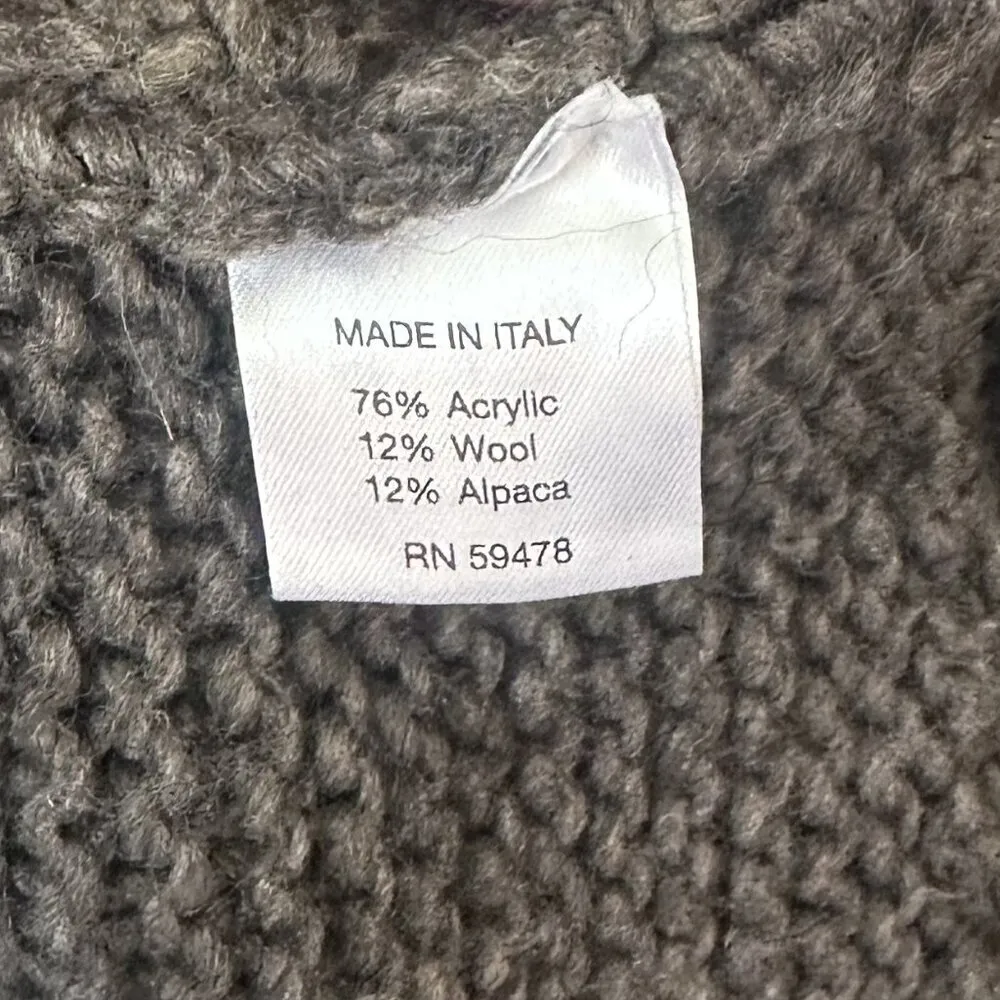 MADE IN ITALY
76% Acrylic
12% Wool
12% Alpaca
RN 59478